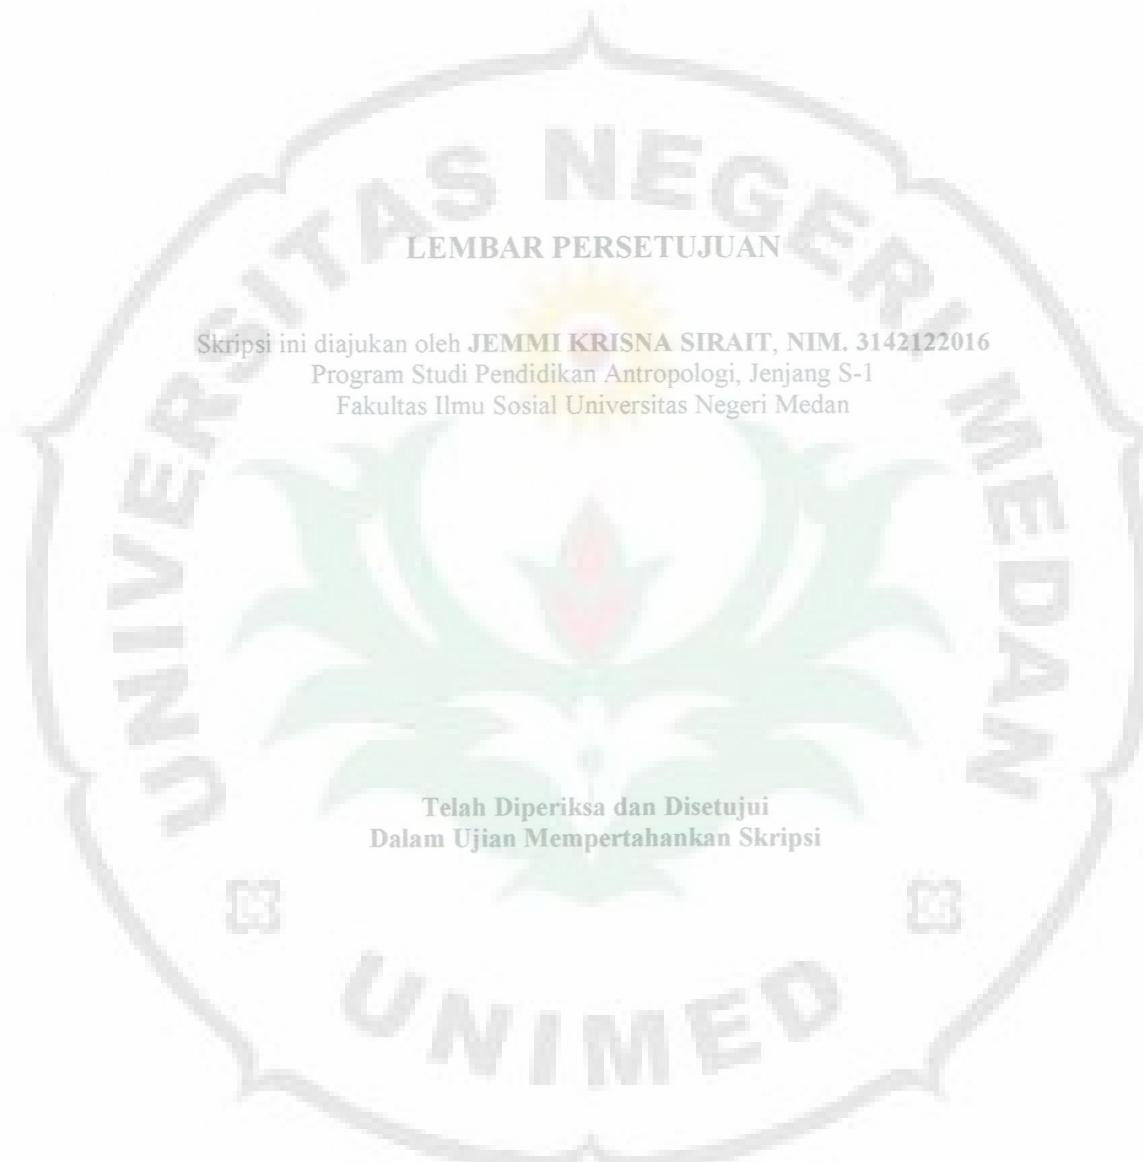 UNIVERSITAS NEGERI MEDAN
LEMBAR PERSETUJUAN
Skripsi ini diajukan oleh JEMMI KRISNA SIRAIT, NIM. 3142122016
Program Studi Pendidikan Antropologi, Jenjang S-1
Fakultas Ilmu Sosial Universitas Negeri Medan
Telah Diperiksa dan Disetujui
Dalam Ujian Mempertahankan Skripsi
UNIMED